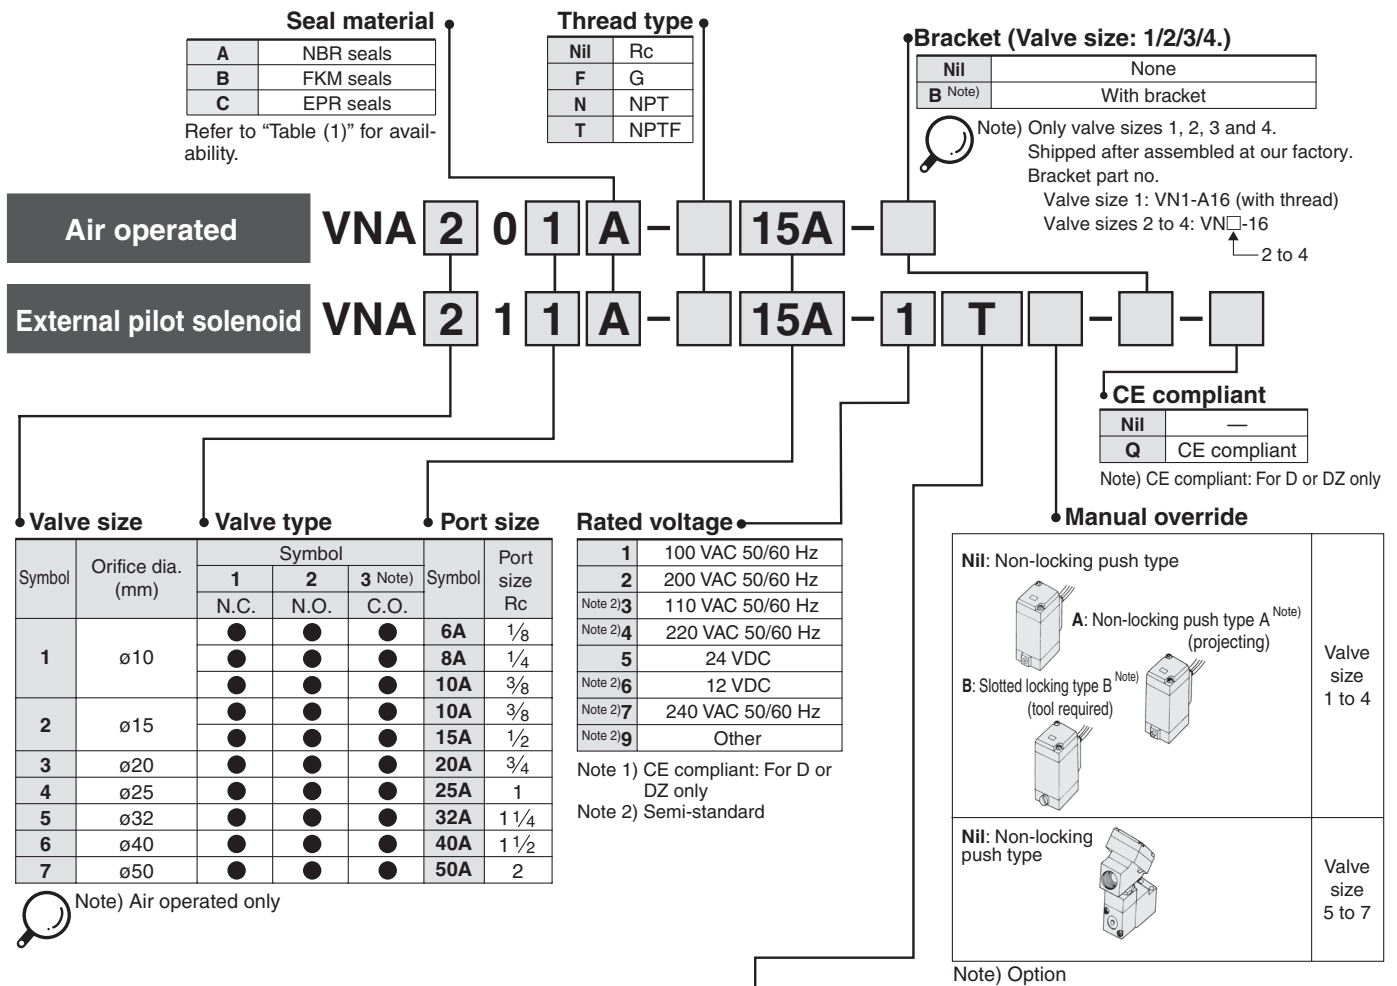 Seal material
A NBR seals
B FKM seals
C EPR seals
Refer to “Table (1)” for avail-
ability.
Thread type
Nil Rc
F G
N NPT
T NPTF
Bracket (Valve size: 1/2/3/4.)
Nil None
B Note) With bracket
Note) Only valve sizes 1, 2, 3 and 4.
Shipped after assembled at our factory.
Bracket part no.
Valve size 1: VN1-A16 (with thread)
Valve sizes 2 to 4: VN□-16
2 to 4
Air operated VNA 2 0 1 A – □ 15A – □
External pilot solenoid VNA 2 1 1 A – □ 15A – 1 T □ – □ – □
CE compliant
Nil —
Q CE compliant
Note) CE compliant: For D or DZ only
Valve size
Valve type
Port size
Symbol Orifice dia. (mm) Symbol Symbol Port size Rc
1 2 3 Note)
N.C. N.O. C.O.
1 ø10 ● ● ● 6A 1/8
● ● ● 8A 1/4
● ● ● 10A 3/8
2 ø15 ● ● ● 10A 3/8
● ● ● 15A 1/2
3 ø20 ● ● ● 20A 3/4
4 ø25 ● ● ● 25A 1
5 ø32 ● ● ● 32A 1 1/4
6 ø40 ● ● ● 40A 1 1/2
7 ø50 ● ● ● 50A 2
Note) Air operated only
Rated voltage
1 100 VAC 50/60 Hz
2 200 VAC 50/60 Hz
Note 2) 3 110 VAC 50/60 Hz
Note 2) 4 220 VAC 50/60 Hz
5 24 VDC
Note 2) 6 12 VDC
Note 2) 7 240 VAC 50/60 Hz
Note 2) 9 Other
Note 1) CE compliant: For D or
DZ only
Note 2) Semi-standard
Manual override
Nil: Non-locking push type
A: Non-locking push type A Note)
(projecting)
B: Slotted locking type B Note)
(tool required)
Valve
size
1 to 4
Nil: Non-locking
push type
Valve
size
5 to 7
Note) Option